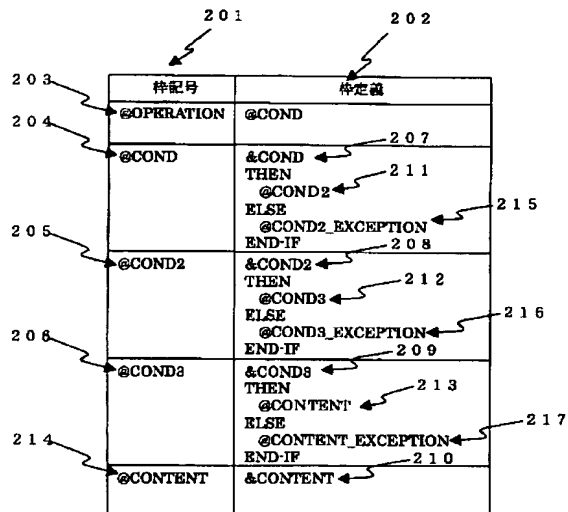 201
202
枠記号 枠定義
203
@OPERATION @COND
204
@COND &COND 207
THEN
@COND2 211
ELSE
@COND2_EXCEPTION 215
END-IF
205
@COND2 &COND2 208
THEN
@COND3 212
ELSE
@COND3_EXCEPTION 216
END-IF
206
@COND3 &COND3 209
THEN
@CONTENT 213
ELSE
@CONTENT_EXCEPTION 217
END-IF
214
@CONTENT &CONTENT 210